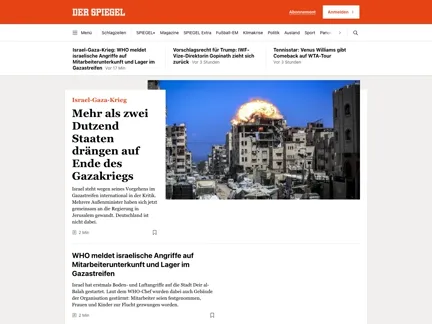 DER SPIEGEL
Abonnement
Anmelden
Menü Schlagzeilen SPIEGEL+ Magazine SPIEGEL Extra Fußball-EM Klimakrise Politik Ausland Sport
Israel-Gaza-Krieg: WHO meldet
israelische Angriffe auf
Mitarbeiterunterkunft und Lager im
Gazastreifen Vor 17 Min
Vorschlagsrecht für Trump: IWF-
Vize-Direktorin Gopinath zieht sich
zurück Vor 3 Stunden
Tennisstar: Venus Williams gibt
Comeback auf WTA-Tour
Vor 3 Stunden
Israel-Gaza-Krieg
Mehr als zwei
Dutzend
Staaten
drängen auf
Ende des
Gazakriegs
Israel steht wegen seines Vorgehens im
Gazastreifen international in der Kritik.
Mehrere Außenminister haben sich jetzt
gemeinsam an die Regierung in
Jerusalem gewandt. Deutschland ist
nicht dabei.
2 Min
WHO meldet israelische Angriffe auf
Mitarbeiterunterkunft und Lager im
Gazastreifen
Israel hat erstmals Boden- und Luftangriffe auf die Stadt Deir al-
Balah gestartet. Laut dem WHO-Chef wurden dabei auch Gebäude
der Organisation gestürmt: Mitarbeiter seien festgenommen,
Frauen und Kinder zur Flucht gezwungen worden.
2 Min